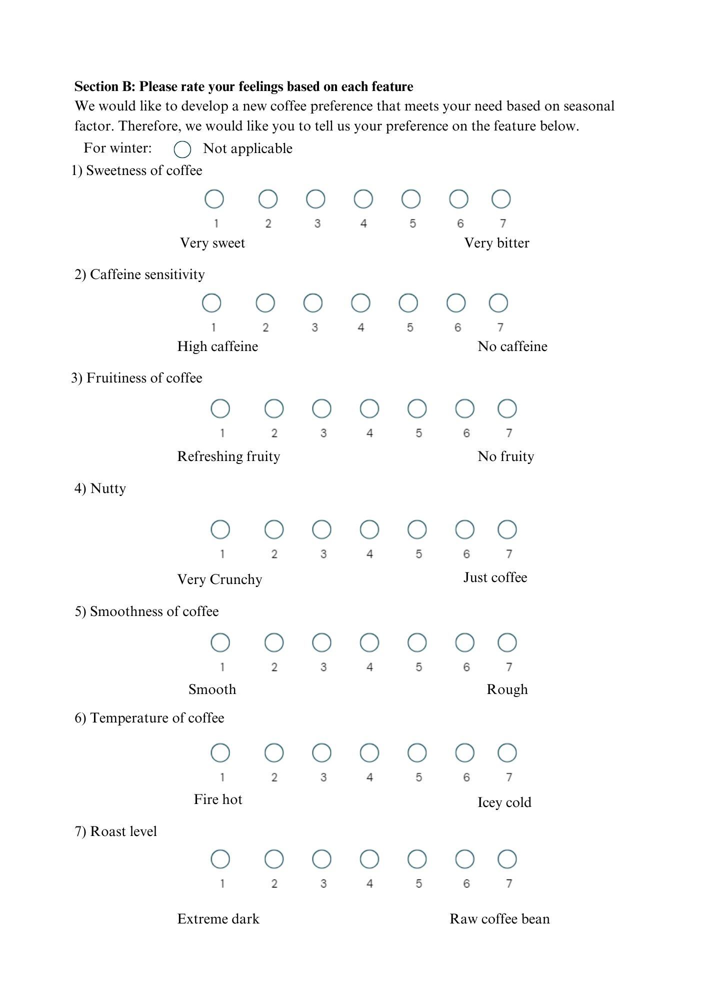 Section B: Please rate your feelings based on each feature
We would like to develop a new coffee preference that meets your need based on seasonal
factor. Therefore, we would like you to tell us your preference on the feature below.
For winter: Not applicable
1) Sweetness of coffee
1 2 3 4 5 6 7
Very sweet Very bitter
2) Caffeine sensitivity
1 2 3 4 5 6 7
High caffeine No caffeine
3) Fruitiness of coffee
1 2 3 4 5 6 7
Refreshing fruity No fruity
4) Nutty
1 2 3 4 5 6 7
Very Crunchy Just coffee
5) Smoothness of coffee
1 2 3 4 5 6 7
Smooth Rough
6) Temperature of coffee
1 2 3 4 5 6 7
Fire hot Icey cold
7) Roast level
1 2 3 4 5 6 7
Extreme dark Raw coffee bean